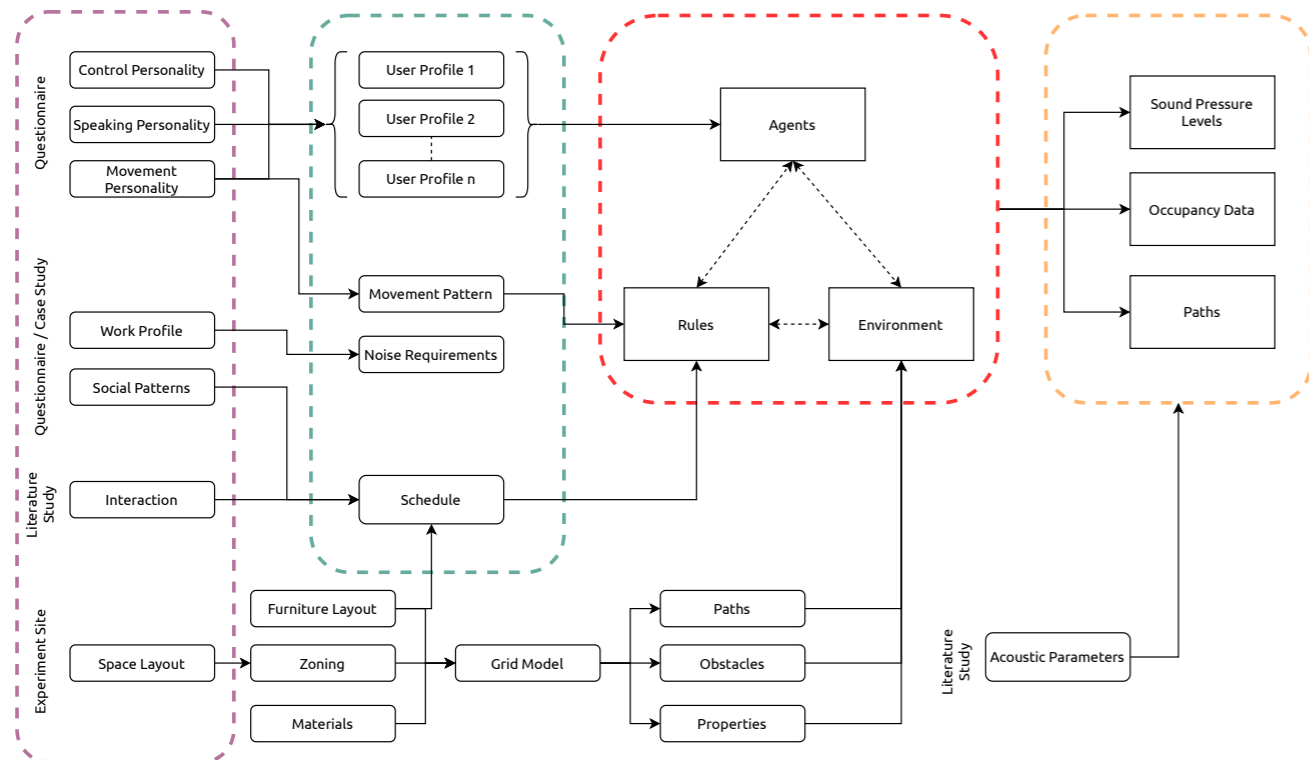 Questionnaire
Control Personality
Speaking Personality
Movement
Personality
User Profile 1
User Profile 2
User Profile n
Agents
Sound Pressure
Levels
Occupancy Data
Paths
Questionnaire / Case Study
Work Profile
Social Patterns
Movement Pattern
Noise Requirements
Rules
Environment
Literature
Study
Interaction
Schedule
Experiment Site
Space Layout
Furniture Layout
Zoning
Materials
Grid Model
Paths
Obstacles
Properties
Literature
Study
Acoustic Parameters